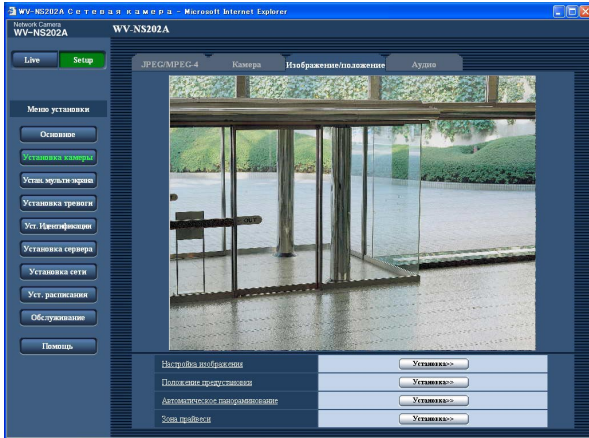 WV-NS202A Сетевая камера - Microsoft Internet Explorer
Network Camera
WV-NS202A
WV-NS202A
Live Setup
JPEG/MPEG-4 Камера Изображение/положение Аудио
Меню установки
Основное
Установка камеры
Устан. мульти-экрана
Установка тревоги
Уст. Идентификации
Установка сервера
Установка сети
Уст. расписания
Обслуживание
Помощь
OUT
Настройка изображения Установка>>
Положение предустановки Установка>>
Автоматическое панорамирование Установка>>
Зона прайвеси Установка>>